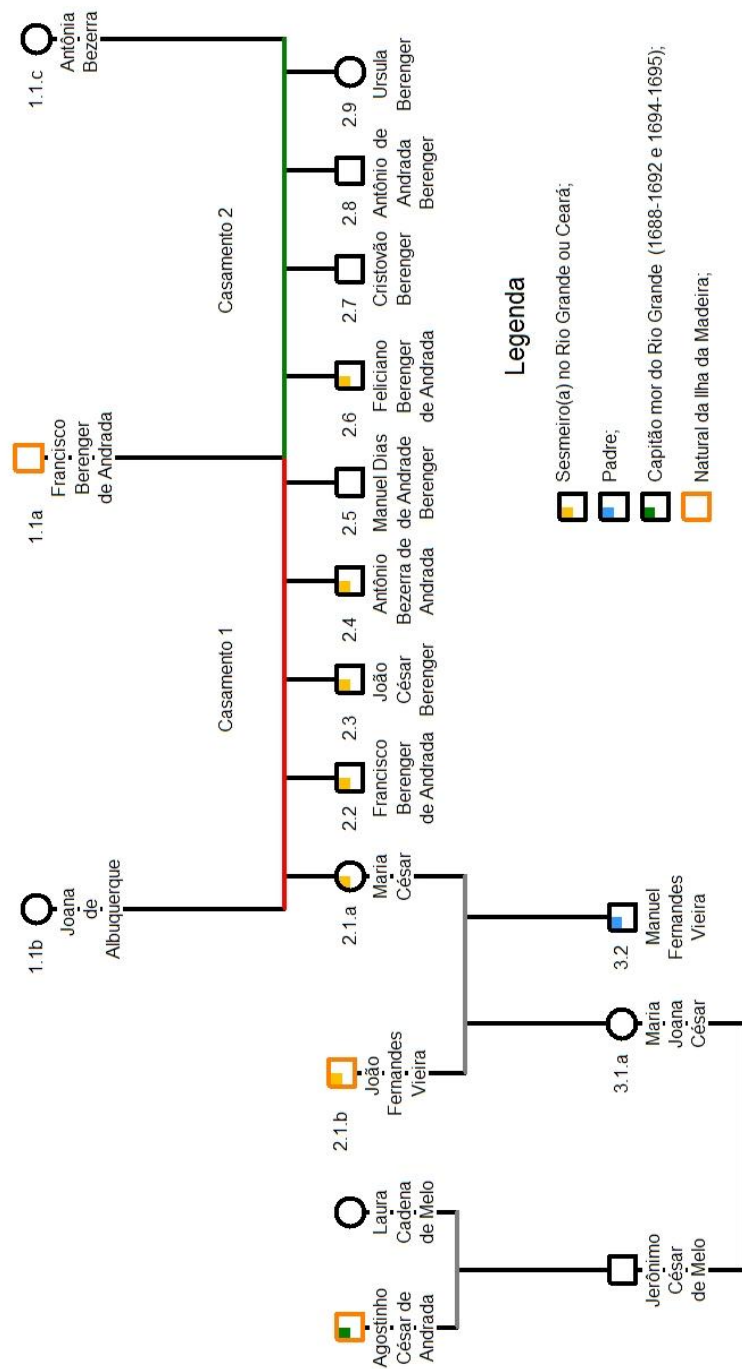 1.1b
Joana
de
Albuquerque
1.1a
Francisco
Berenger
de Andrada
1.1.c
Antônia
Bezerra
Casamento 1
Casamento 2
2.1.a
Maria
César
2.2
Francisco
Berenger
de Andrada
2.3
João
César
Berenger
2.4
Antônio
Bezerra de
Andrada
2.5
Manuel Dias
de Andrade
Berenger
2.6
Feliciano
Berenger
de Andrada
2.7
Cristovão
Berenger
2.8
Antônio de
Andrada
Berenger
2.9
Ursula
Berenger
Agostinho
César de
Andrada
Laura
Cadena
de Melo
2.1.b
João
Fernandes
Vieira
Jerônimo
César
de Melo
3.1.a
Maria
Joana
César
3.2
Manuel
Fernandes
Vieira
Legenda
Sesmeiro(a) no Rio Grande ou Ceará;
Padre;
Capitão mor do Rio Grande (1688-1692 e 1694-1695);
Natural da Ilha da Madeira;